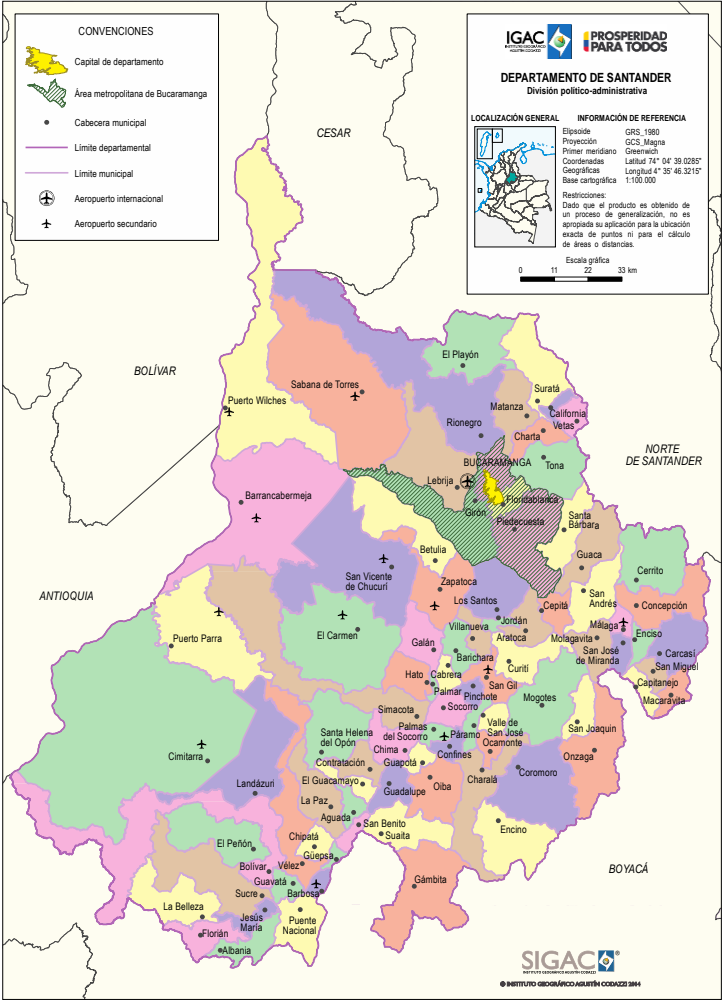 CONVENCIONES
Capital de departamento
Área metropolitana de Bucaramanga
Cabecera municipal
Límite departamental
Límite municipal
Aeropuerto internacional
Aeropuerto secundario
IGAC
INSTITUTO GEOGRÁFICO
AGUSTÍN CODAZZI
PROSPERIDAD
PARA TODOS
DEPARTAMENTO DE SANTANDER
División político-administrativa
LOCALIZACIÓN GENERAL
INFORMACIÓN DE REFERENCIA
Elipsoide GRS_1980
Proyección GCS_Magna
Primer meridiano Greenwich
Coordenadas Latitud 74° 04' 39.0285"
Geográficas Longitud 4° 35' 46.3215"
Base cartográfica 1:100.000
Restricciones:
Dado que el producto es obtenido de
un proceso de generalización, no es
apropiada su aplicación para la ubicación
exacta de puntos ni para el cálculo
de áreas o distancias.
Escala gráfica
0 11 22 33 km
CESAR
BOLÍVAR
NORTE
DE SANTANDER
ANTIOQUIA
BOYACÁ
El Playón
Sabana de Torres
Puerto Wilches
Suratá
Matanza
California
Vetas
Rionegro
Charta
BUCARAMANGA
Tona
Lebrija
Floridablanca
Girón
Barrancabermeja
Piedecuesta
Santa
Bárbara
Betulia
Guaca
San Vicente
de Chucurí
Zapatoca
Cerrito
Los Santos
Cepitá
San
Andrés
Concepción
Jordán
Puerto Parra
El Carmen
Villanueva
Aratoca
Málaga
Molagavita
Enciso
Galán
Barichara
San José
de Miranda
Carcasí
Curití
San Miguel
Hato
Cabrera
San Gil
Capitanejo
Palmar
Pinchote
Mogotes
Macaravita
Simacota
Socorro
Santa Helena
del Opón
Palmas
del Socorro
Páramo
Valle de
San José
San Joaquin
Chima
Confines
Ocamonte
Onzaga
Cimitarra
Contratación
Guapotá
Charalá
Coromoro
Landázuri
El Guacamayo
Guadalupe
Oiba
La Paz
Aguada
San Benito
Suaita
Encino
El Peñón
Chipatá
Güepsa
Bolívar
Vélez
Guavatá
Gámbita
Sucre
Barbosa
La Belleza
Jesús
María
Puente
Nacional
Florián
Albania
SIGAC
INSTITUTO GEOGRÁFICO AGUSTÍN CODAZZI
© INSTITUTO GEOGRÁFICO AGUSTÍN CODAZZI 2014